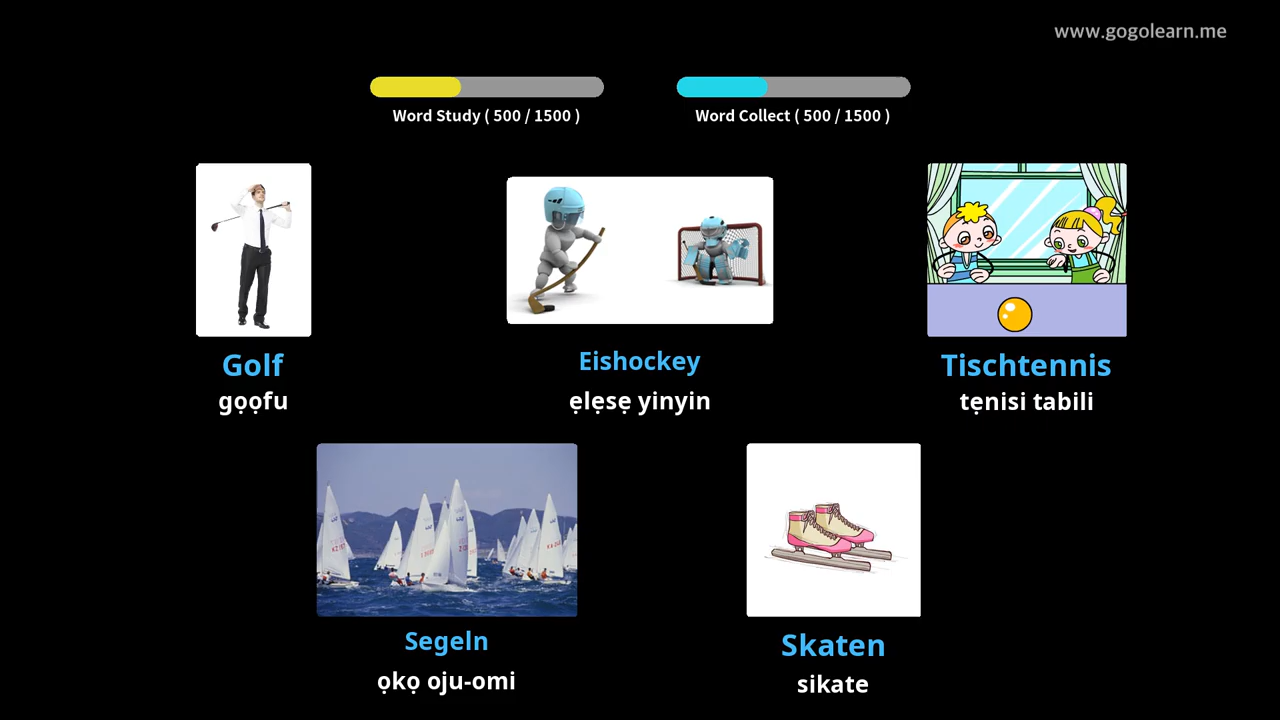 www.gogolearn.me
Word Study ( 500 / 1500 )
Word Collect ( 500 / 1500 )
Golf
gọọfu
Eishockey
ẹlẹsẹ yinyin
Tischtennis
tẹnisi tabili
Segeln
ọkọ oju-omi
Skaten
sikate